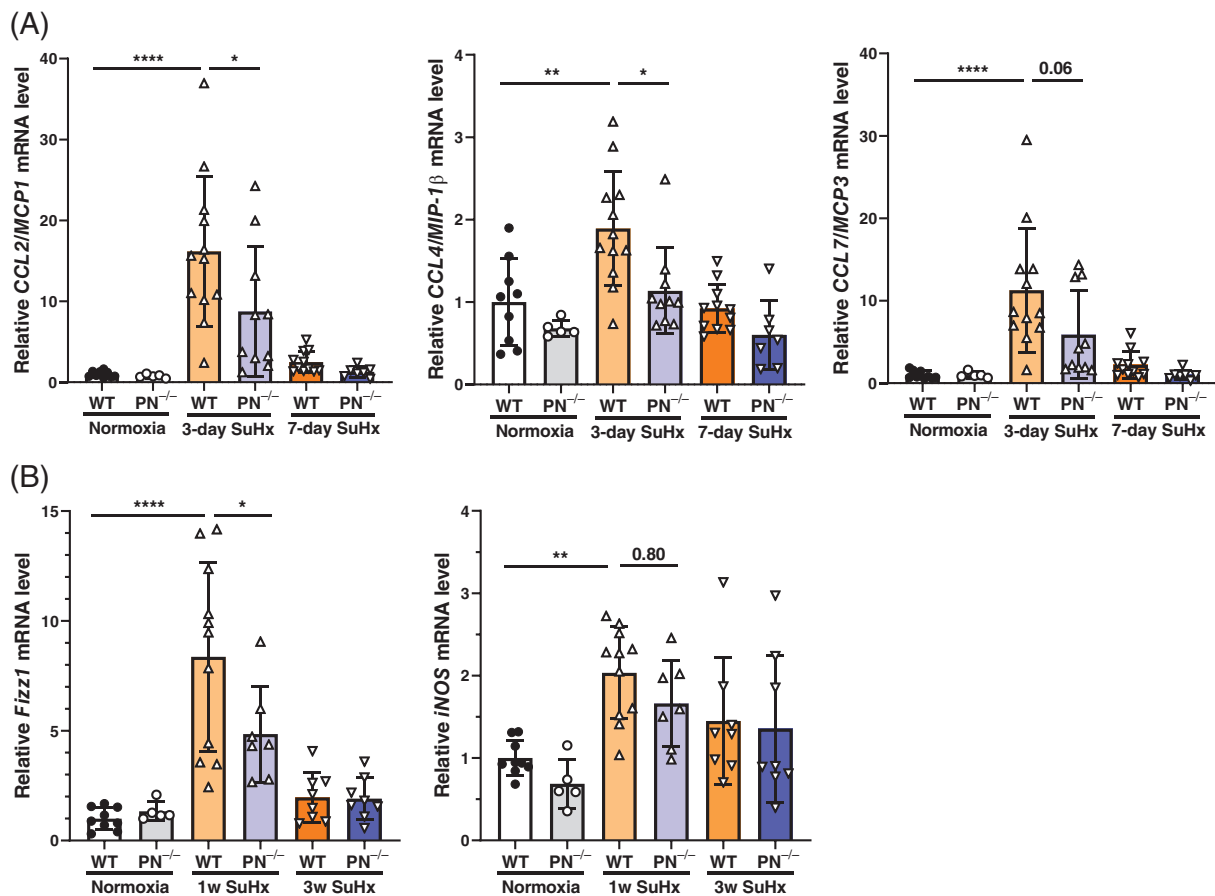 (A)
Relative CCL2/MCP1 mRNA level
40
30
20
10
0
****
*
WT PN−/− WT PN−/− WT PN−/−
Normoxia 3-day SuHx 7-day SuHx
Relative CCL4/MIP-1β mRNA level
4
3
2
1
0
**
*
WT PN−/− WT PN−/− WT PN−/−
Normoxia 3-day SuHx 7-day SuHx
Relative CCL7/MCP3 mRNA level
40
30
20
10
0
****
0.06
WT PN−/− WT PN−/− WT PN−/−
Normoxia 3-day SuHx 7-day SuHx
(B)
Relative Fizz1 mRNA level
15
10
5
0
****
*
WT PN−/− WT PN−/− WT PN−/−
Normoxia 1w SuHx 3w SuHx
Relative iNOS mRNA level
4
3
2
1
0
**
0.80
WT PN−/− WT PN−/− WT PN−/−
Normoxia 1w SuHx 3w SuHx